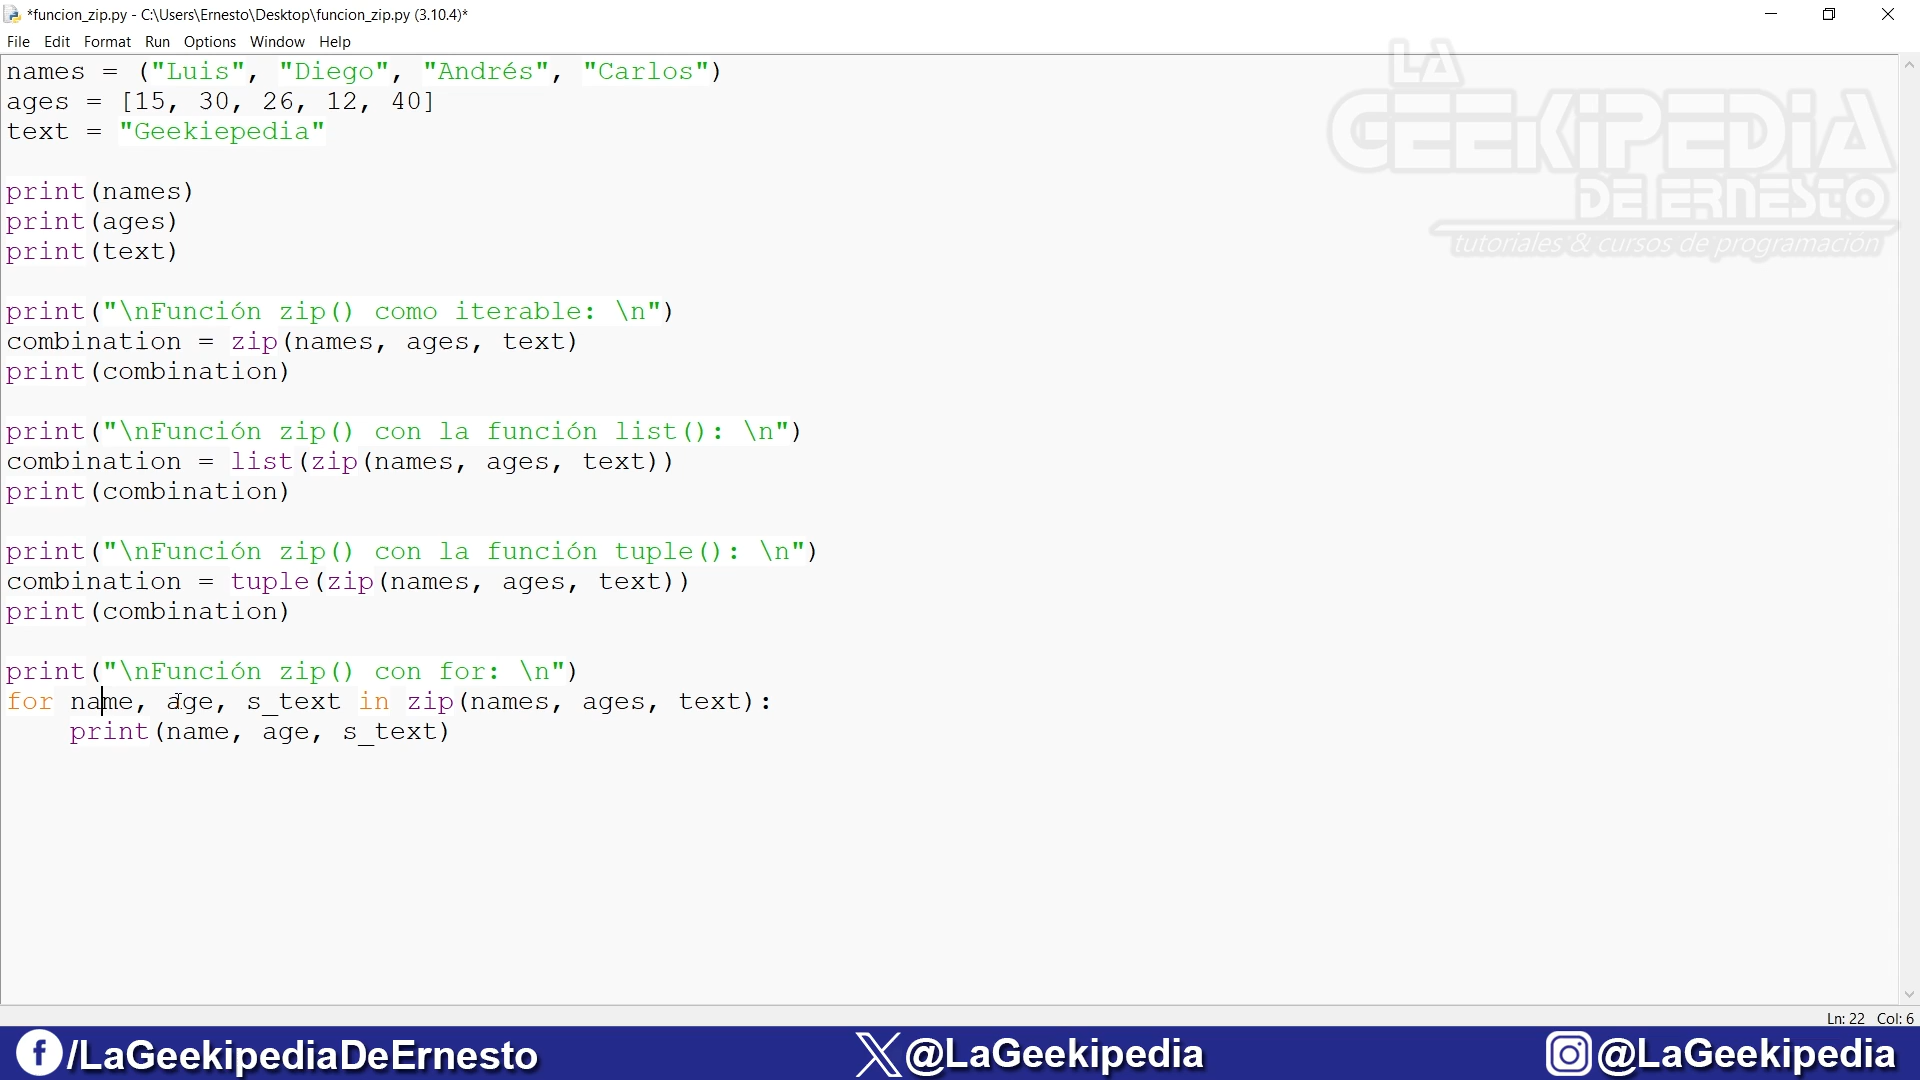 *funcion_zip.py - C:\Users\Ernesto\Desktop\funcion_zip.py (3.10.4)*
File Edit Format Run Options Window Help
names = ("Luis", "Diego", "Andrés", "Carlos")
ages = [15, 30, 26, 12, 40]
text = "Geekiepedia"
print(names)
print(ages)
print(text)
print("\nFunción zip() como iterable: \n")
combination = zip(names, ages, text)
print(combination)
print("\nFunción zip() con la función list(): \n")
combination = list(zip(names, ages, text))
print(combination)
print("\nFunción zip() con la función tuple(): \n")
combination = tuple(zip(names, ages, text))
print(combination)
print("\nFunción zip() con for: \n")
for name, age, s_text in zip(names, ages, text):
    print(name, age, s_text)
LA
GEEKIPEDIA
DE ERNESTO
tutoriales & cursos de programación
Ln: 22 Col: 6
/LaGeekipediaDeErnesto
@LaGeekipedia
@LaGeekipedia